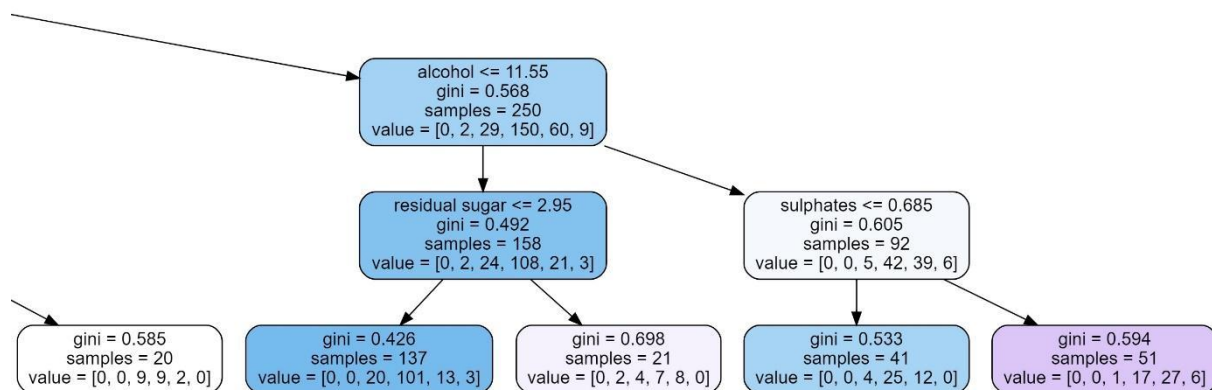 alcohol <= 11.55
gini = 0.568
samples = 250
value = [0, 2, 29, 150, 60, 9]
residual sugar <= 2.95
gini = 0.492
samples = 158
value = [0, 2, 24, 108, 21, 3]
sulphates <= 0.685
gini = 0.605
samples = 92
value = [0, 0, 5, 42, 39, 6]
gini = 0.585
samples = 20
value = [0, 0, 9, 9, 2, 0]
gini = 0.426
samples = 137
value = [0, 0, 20, 101, 13, 3]
gini = 0.698
samples = 21
value = [0, 2, 4, 7, 8, 0]
gini = 0.533
samples = 41
value = [0, 0, 4, 25, 12, 0]
gini = 0.594
samples = 51
value = [0, 0, 1, 17, 27, 6]